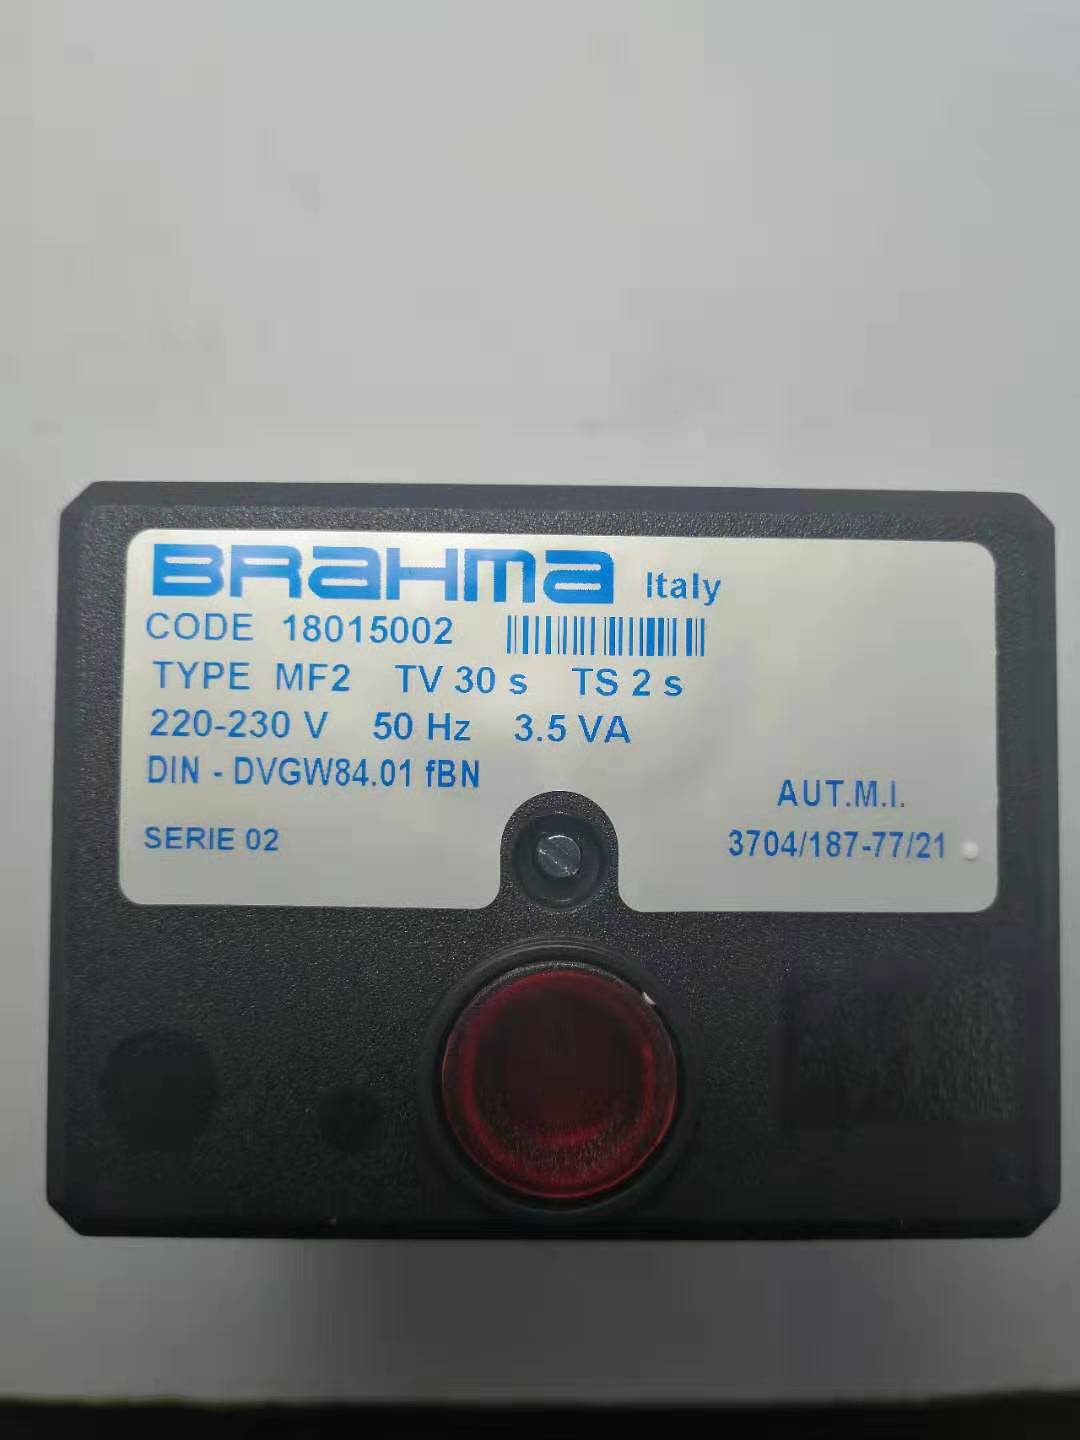 BRAHMA Italy
CODE 18015002
TYPE MF2 TV 30 s TS 2 s
220-230 V 50 Hz 3.5 VA
DIN - DVGW84.01 fBN
AUT.M.I.
SERIE 02
3704/187-77/21